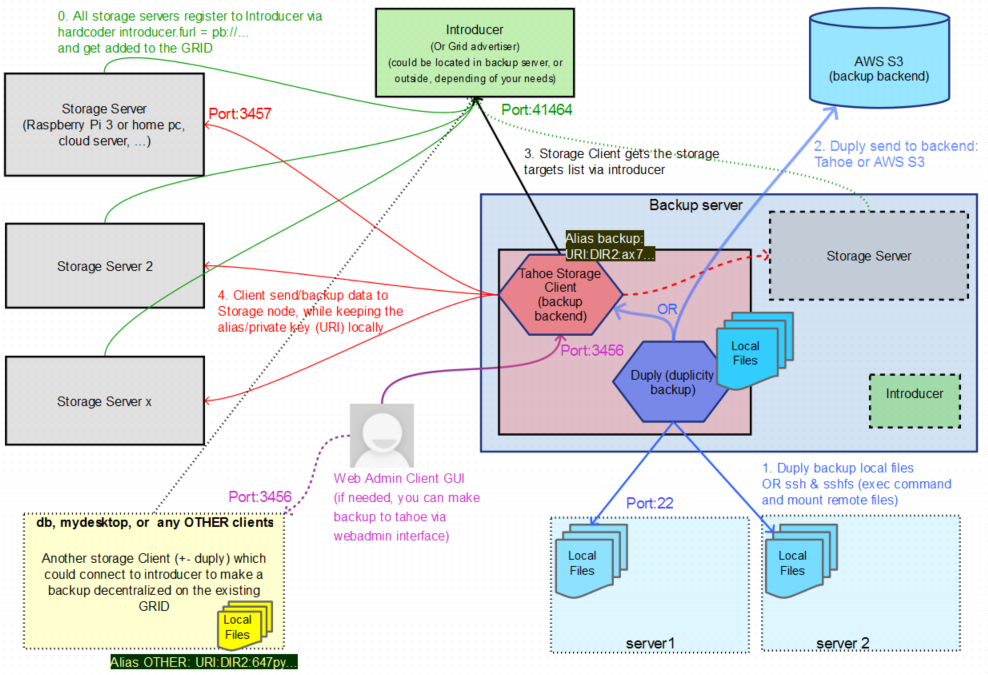 0. All storage servers register to Introducer via
hardcoder introducer.furl = pb://...
and get added to the GRID
Introducer
(Or Grid advertiser)
(could be located in backup server, or
outside, depending of your needs)
AWS S3
(backup backend)
Storage Server
(Raspberry Pi 3 or home pc,
cloud server, ...)
Port:3457
Port:41464
2. Duply send to backend:
Tahoe or AWS S3
3. Storage Client gets the storage
targets list via introducer
Backup server
Storage Server 2
Alias backup:
URI:DIR2:ax7...
Storage Server
Tahoe Storage
Client
(backup
backend)
4. Client send/backup data to
Storage node, while keeping the
alias/private key (URI) locally
OR
Port:3456
Local
Files
Duply (duplicity
backup)
Introducer
Storage Server x
Web Admin Client GUI
(if needed, you can make
backup to tahoe via
webadmin interface)
1. Duply backup local files
OR ssh & sshfs (exec command
and mount remote files)
Port:3456
Port:22
db, mydesktop, or any OTHER clients
Another storage Client (+- duply) which
could connect to introducer to make a
backup decentralized on the existing
GRID
Local
Files
Alias OTHER: URI:DIR2:647py...
Local
Files
server1
Local
Files
server 2